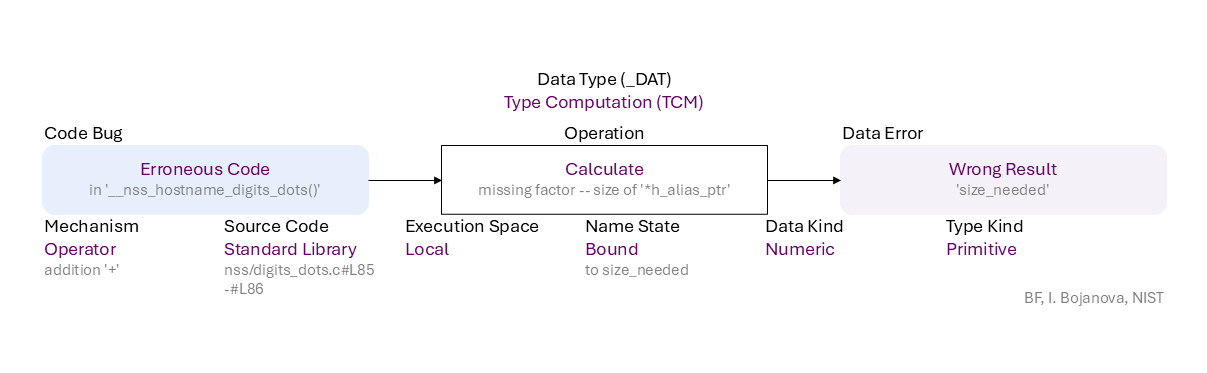 Data Type (_DAT)
Type Computation (TCM)
Code Bug
Operation
Data Error
Erroneous Code
in '__nss_hostname_digits_dots()'
Calculate
missing factor -- size of '*h_alias_ptr'
Wrong Result
'size_needed'
Mechanism
Operator
addition '+'
Source Code
Standard Library
nss/digits_dots.c#L85
-#L86
Execution Space
Local
Name State
Bound
to size_needed
Data Kind
Numeric
Type Kind
Primitive
BF, I. Bojanova, NIST